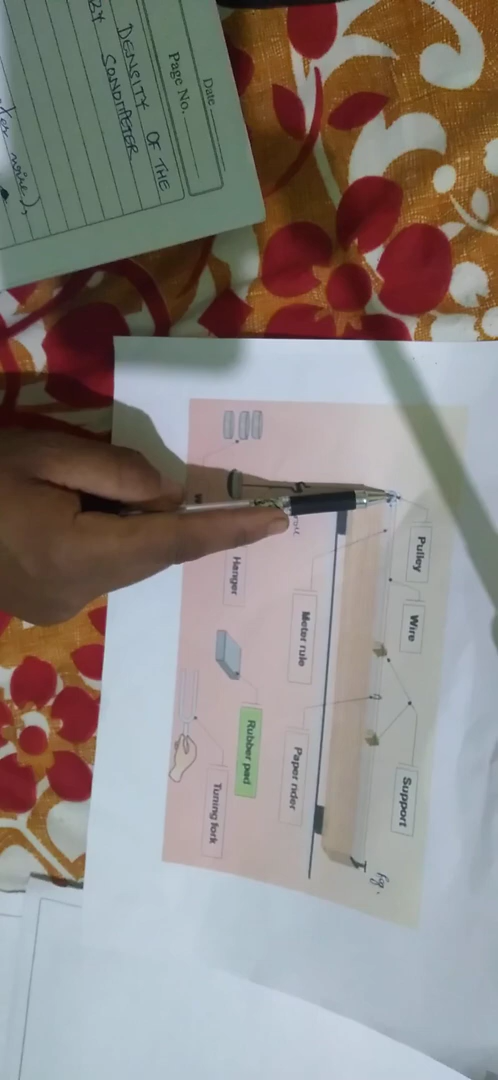 Date
Page No.
DENSITY OF THE
SONOMETER
Pulley
Wire
Support
Fig.
Meter rule
Paper rider
Hanger
Rubber pad
Tuning fork